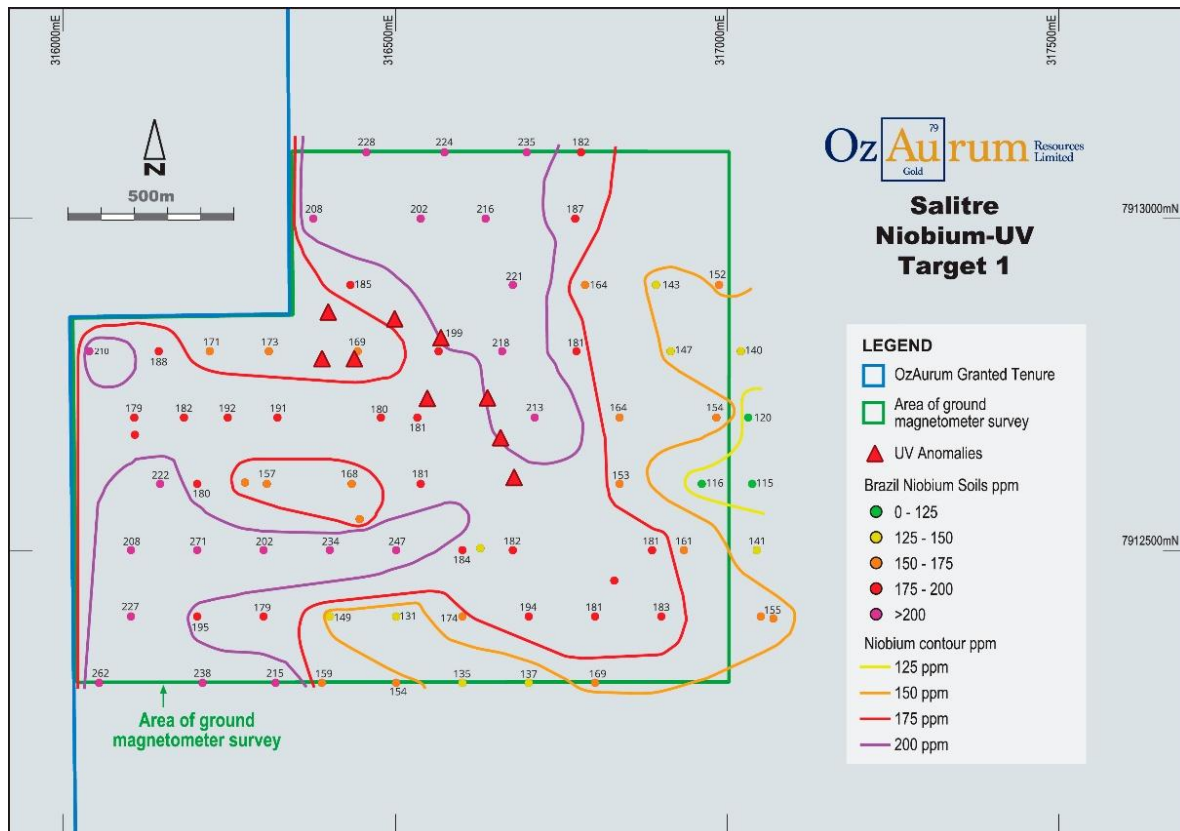 316000mE
316500mE
317000mE
317500mE
N
500m
Oz Aurum Resources Limited
79
Gold
Salitre
Niobium-UV
Target 1
7913000mN
7912500mN
228 224 235 182
208 202 216 187
185 221 164 143 152
210 188 171 173 169 199 218 181 147 140
179 182 192 191 180 181 213 164 154 120
222 180 157 168 181 153 116 115
208 271 202 234 247 184 182 181 161 141
227 195 179 149 131 174 194 181 183 155
262 238 215 159 154 135 137 169
Area of ground
magnetometer survey
LEGEND
OzAurum Granted Tenure
Area of ground
magnetometer survey
UV Anomalies
Brazil Niobium Soils ppm
0 - 125
125 - 150
150 - 175
175 - 200
>200
Niobium contour ppm
125 ppm
150 ppm
175 ppm
200 ppm